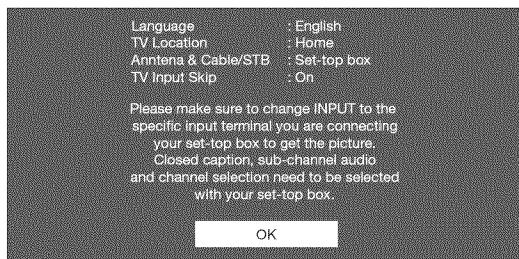 Language : English
TV Location : Home
Anntena & Cable/STB : Set-top box
TV Input Skip : On
Please make sure to change INPUT to the
specific input terminal you are connecting
your set-top box to get the picture.
Closed caption, sub-channel audio
and channel selection need to be selected
with your set-top box.
OK